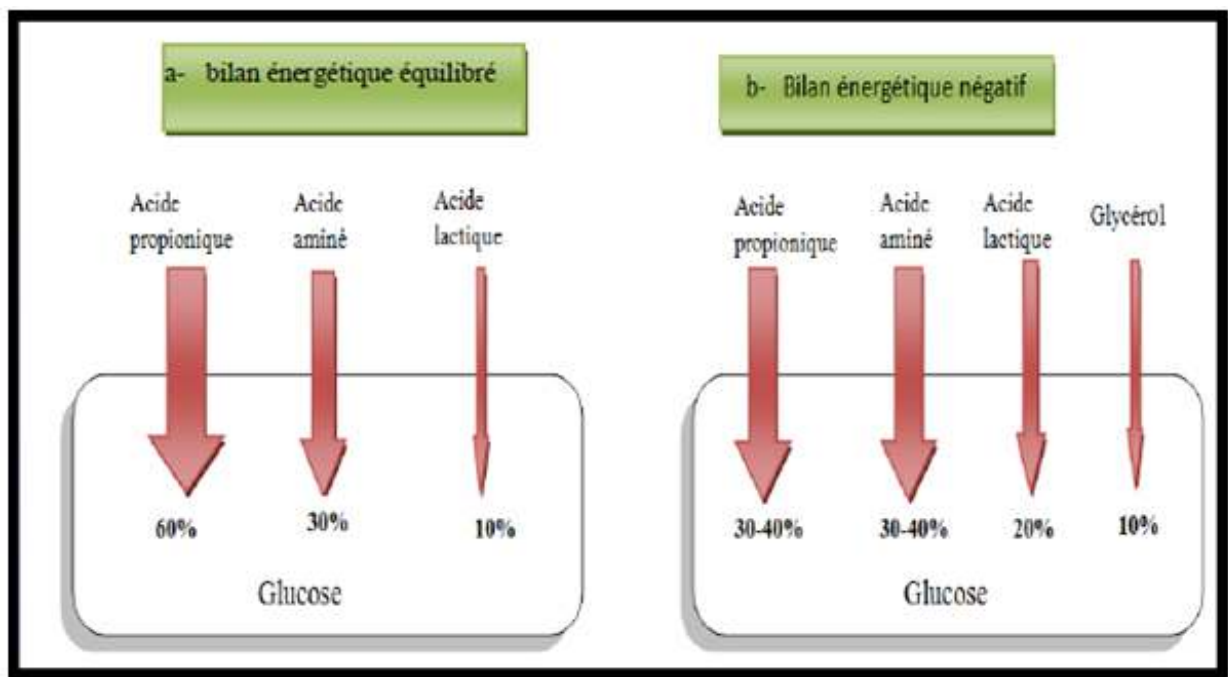 a- bilan énergétique équilibré
b- Bilan énergétique négatif
Acide
propionique
Acide
aminé
Acide
lactique
Acide
propionique
Acide
aminé
Acide
lactique
Glycérol
60%
30%
10%
30-40%
30-40%
20%
10%
Glucose
Glucose